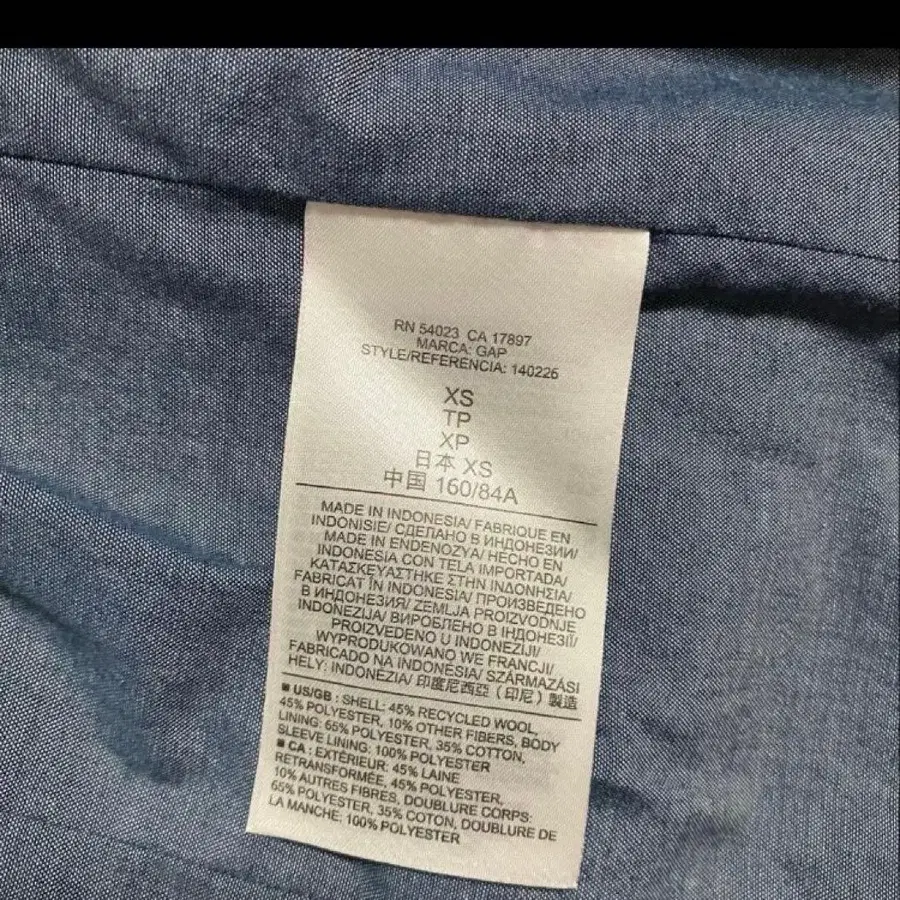 RN 54023 CA 17897
MARCA: GAP
STYLE/REFERENCIA: 140226
XS
TP
XP
日本 XS
中国 160/84A
MADE IN INDONESIA/ FABRIQUE EN
INDONISIE/ СДЕЛАНО В ИНДОНЕЗИИ/
MADE IN ENDENOZYA/ HECHO EN
INDONESIA CON TELA IMPORTADA/
ΚΑΤΑΣΚΕΥΑΣΤΗΚΕ ΣΤΗΝ ΙΝΔΟΝΗΣΙΑ/
FABRICAT ÎN INDONESIA/ ПРОИЗВЕДЕНО
В ИНДОНЕЗИЯ/ ZEMLJA PROIZVODNJE
INDONEZIJA/ ВИРОБЛЕНО В ІНДОНЕЗІЇ/
PROIZVEDENO U INDONEZIJI/
WYPRODUKOWANO WE FRANCJI/
FABRICADO NA INDONÉSIA/ SZÁRMAZÁSI
HELY: INDONÉZIA/ 印度尼西亞（印尼）製造
■ US/GB : SHELL: 45% RECYCLED WOOL,
45% POLYESTER, 10% OTHER FIBERS, BODY
LINING: 65% POLYESTER, 35% COTTON,
SLEEVE LINING: 100% POLYESTER
■ CA : EXTÉRIEUR: 45% LAINE
RETRANSFORMÉE, 45% POLYESTER,
10% AUTRES FIBRES, DOUBLURE CORPS:
65% POLYESTER, 35% COTON, DOUBLURE DE
LA MANCHE: 100% POLYESTER